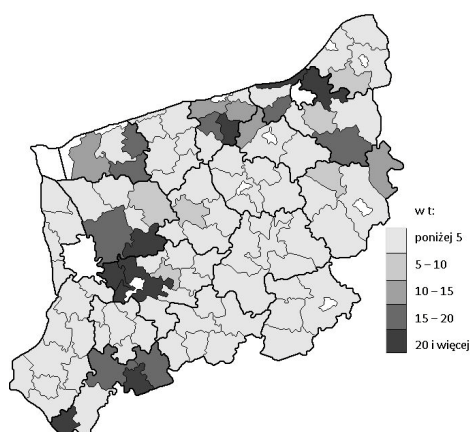 w t:
poniżej 5
5 – 10
10 – 15
15 – 20
20 i więcej